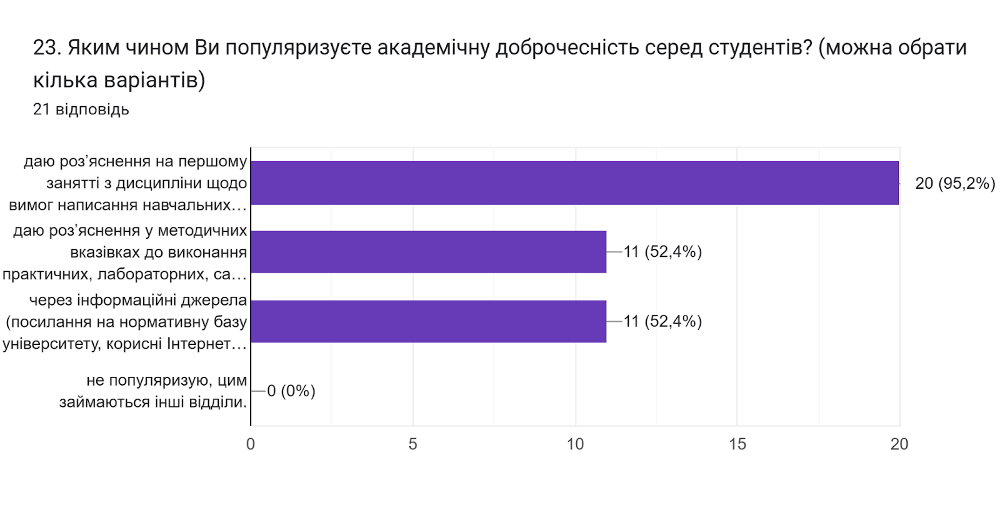 23. Яким чином Ви популяризуєте академічну доброчесність серед студентів? (можна обрати
кілька варіантів)
21 відповідь
даю роз’яснення на першому
занятті з дисципліни щодо
вимог написання навчальних…
20 (95,2%)
даю роз’яснення у методичних
вказівках до виконання
практичних, лабораторних, са…
11 (52,4%)
через інформаційні джерела
(посилання на нормативну базу
університету, корисні Інтернет…
11 (52,4%)
не популяризую, цим
займаються інші відділи.
0 (0%)
0 5 10 15 20